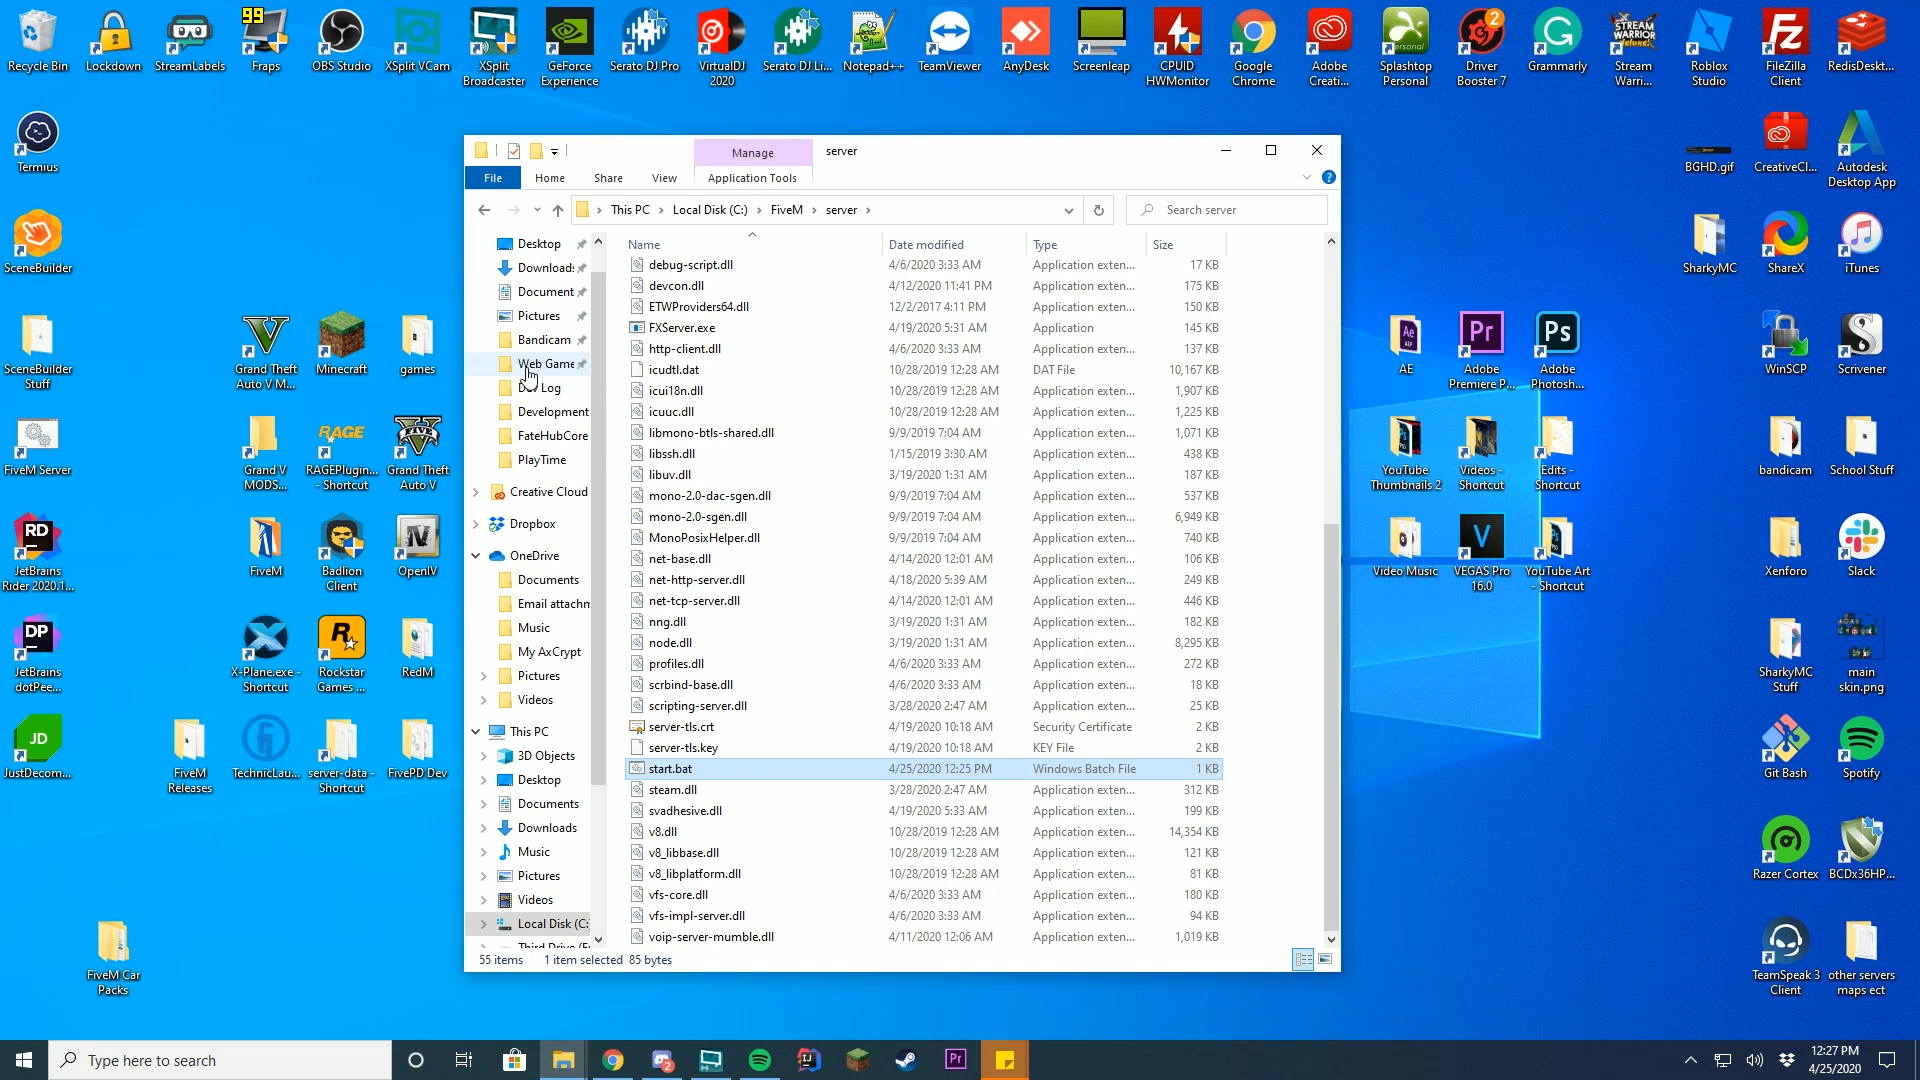 99
Recycle Bin
Lockdown
StreamLabels
Fraps
OBS Studio
XSplit VCam
XSplit
Broadcaster
GeForce
Experience
Serato DJ Pro
VirtualDJ
2020
Serato DJ Li...
Notepad++
TeamViewer
AnyDesk
Screenleap
CPUID
HWMonitor
Google
Chrome
Adobe
Creati...
Splashtop
Personal
Driver
Booster 7
Grammarly
Stream
Warri...
Roblox
Studio
FileZilla
Client
RedisDeskt...
Termius
BGHD.gif
CreativeCl...
Autodesk
Desktop App
SceneBuilder
SharkyMC
ShareX
iTunes
SceneBuilder
Stuff
Grand Theft
Auto V M...
Minecraft
games
AE
Adobe
Premiere P...
Adobe
Photosh...
WinSCP
Scrivener
FiveM Server
Grand V
MODS...
RAGEPlugin...
- Shortcut
Grand Theft
Auto V
YouTube
Thumbnails 2
Videos -
Shortcut
Edits -
Shortcut
bandicam
School Stuff
JetBrains
Rider 2020.1...
FiveM
Badlion
Client
OpenIV
Video Music
VEGAS Pro
16.0
YouTube Art
- Shortcut
Xenforo
Slack
JetBrains
dotPee...
X-Plane.exe -
Shortcut
Rockstar
Games ...
RedM
SharkyMC
Stuff
main
skin.png
JustDecom...
FiveM
Releases
TechnicLau...
server-data -
Shortcut
FivePD Dev
Git Bash
Spotify
Razer Cortex
BCDx36HP...
FiveM Car
Packs
TeamSpeak 3
Client
other servers
maps ect
Manage
server
File
Home
Share
View
Application Tools
This PC
Local Disk (C:)
FiveM
server
Search server
Desktop
Download:
Document
Pictures
Bandicam
Web Game
Log
Development
FateHubCore
PlayTime
Creative Cloud
Dropbox
OneDrive
Documents
Email attachm
Music
My AxCrypt
Pictures
Videos
This PC
3D Objects
Desktop
Documents
Downloads
Music
Pictures
Videos
Local Disk (C:
Name Date modified Type Size
debug-script.dll 4/6/2020 3:33 AM Application exten... 17 KB
devcon.dll 4/12/2020 11:41 PM Application exten... 175 KB
ETWProviders64.dll 12/2/2017 4:11 PM Application exten... 150 KB
FXServer.exe 4/19/2020 5:31 AM Application 145 KB
http-client.dll 4/6/2020 3:33 AM Application exten... 137 KB
icudtl.dat 10/28/2019 12:28 AM DAT File 10,167 KB
icui18n.dll 10/28/2019 12:28 AM Application exten... 1,907 KB
icuuc.dll 10/28/2019 12:28 AM Application exten... 1,225 KB
libmono-btls-shared.dll 9/9/2019 7:04 AM Application exten... 1,071 KB
libssh.dll 1/15/2019 3:30 AM Application exten... 438 KB
libuv.dll 3/19/2020 1:31 AM Application exten... 187 KB
mono-2.0-dac-sgen.dll 9/9/2019 7:04 AM Application exten... 537 KB
mono-2.0-sgen.dll 9/9/2019 7:04 AM Application exten... 6,949 KB
MonoPosixHelper.dll 9/9/2019 7:04 AM Application exten... 740 KB
net-base.dll 4/14/2020 12:01 AM Application exten... 106 KB
net-http-server.dll 4/18/2020 5:39 AM Application exten... 249 KB
net-tcp-server.dll 4/14/2020 12:01 AM Application exten... 446 KB
nng.dll 3/19/2020 1:31 AM Application exten... 182 KB
node.dll 3/19/2020 1:31 AM Application exten... 8,295 KB
profiles.dll 4/6/2020 3:33 AM Application exten... 272 KB
scrbind-base.dll 4/6/2020 3:33 AM Application exten... 18 KB
scripting-server.dll 3/28/2020 2:47 AM Application exten... 25 KB
server-tls.crt 4/19/2020 10:18 AM Security Certificate 2 KB
server-tls.key 4/19/2020 10:18 AM KEY File 2 KB
start.bat 4/25/2020 12:25 PM Windows Batch File 1 KB
steam.dll 3/28/2020 2:47 AM Application exten... 312 KB
svadhesive.dll 4/19/2020 5:33 AM Application exten... 199 KB
v8.dll 10/28/2019 12:28 AM Application exten... 14,354 KB
v8_libbase.dll 10/28/2019 12:28 AM Application exten... 121 KB
v8_libplatform.dll 10/28/2019 12:28 AM Application exten... 81 KB
vfs-core.dll 4/6/2020 3:33 AM Application exten... 180 KB
vfs-impl-server.dll 4/6/2020 3:33 AM Application exten... 94 KB
voip-server-mumble.dll 4/11/2020 12:06 AM Application exten... 1,019 KB
55 items 1 item selected 85 bytes
Type here to search
12:27 PM
4/25/2020